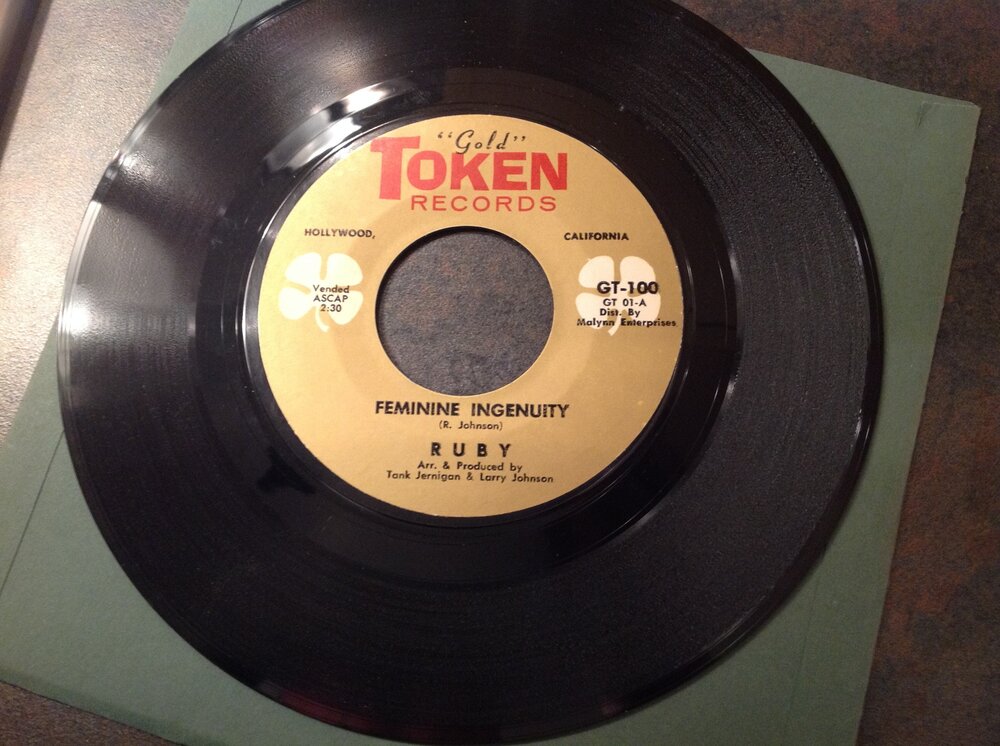 "Gold"
TOKEN
RECORDS
HOLLYWOOD, CALIFORNIA
Vended
ASCAP
2:30
GT-100
GT 01-A
Dist. By
Malynn Enterprises
FEMININE INGENUITY
(R. Johnson)
RUBY
Arr. & Produced by
Tank Jernigan & Larry Johnson